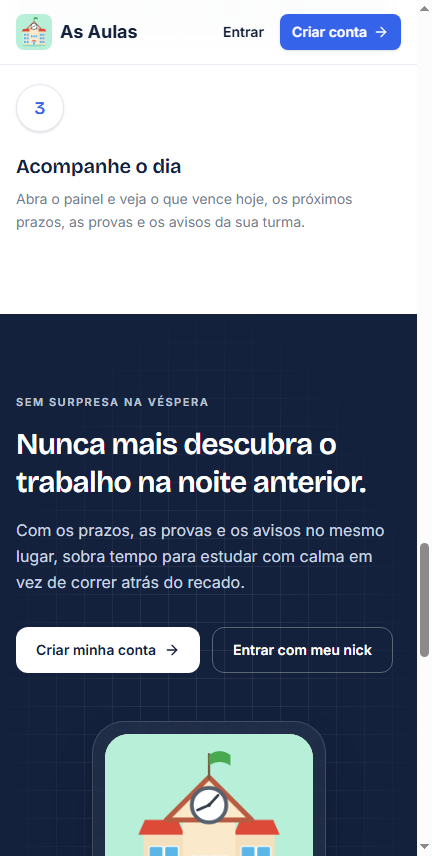 As Aulas
Entrar
Criar conta →
3
Acompanhe o dia
Abra o painel e veja o que vence hoje, os próximos
prazos, as provas e os avisos da sua turma.
SEM SURPRESA NA VÉSPERA
Nunca mais descubra o
trabalho na noite anterior.
Com os prazos, as provas e os avisos no mesmo
lugar, sobra tempo para estudar com calma em
vez de correr atrás do recado.
Criar minha conta →
Entrar com meu nick